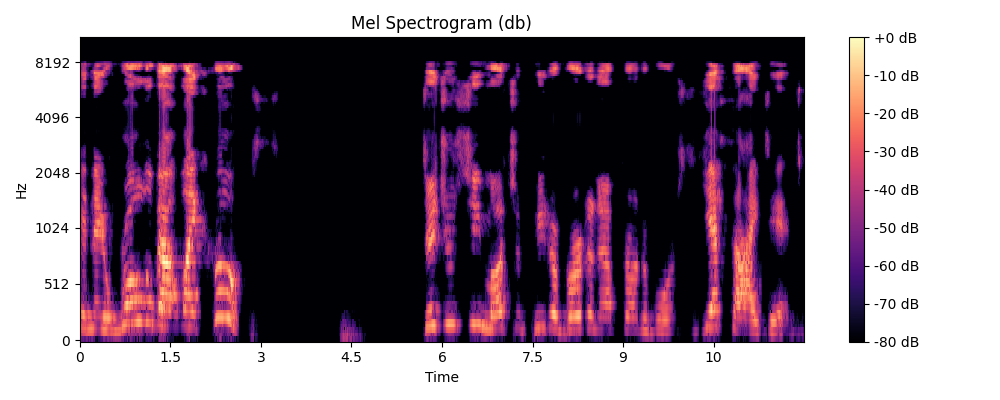 Mel Spectrogram (db)
8192
4096
2048
1024
512
0
Hz
0 1.5 3 4.5 6 7.5 9 10
Time
+0 dB
-10 dB
-20 dB
-30 dB
-40 dB
-50 dB
-60 dB
-70 dB
-80 dB